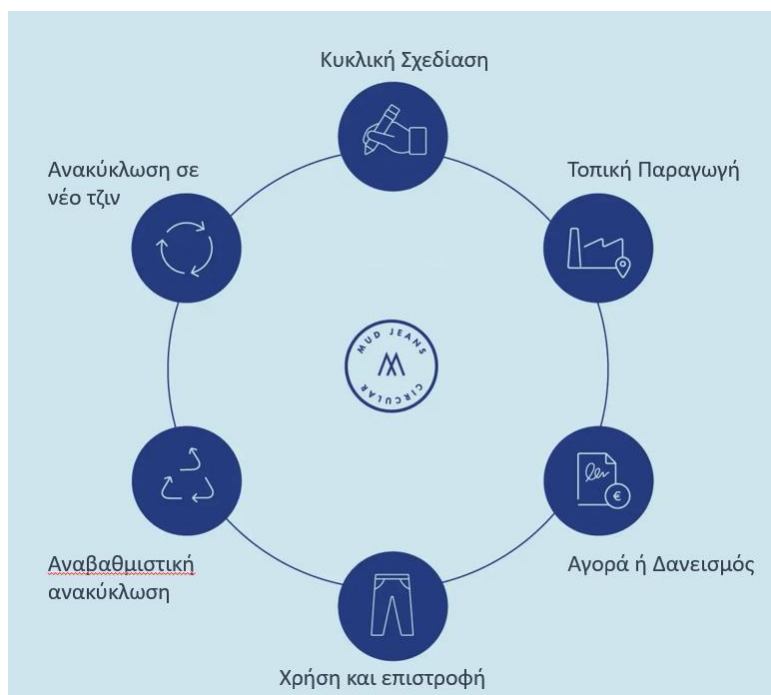 Κυκλική Σχεδίαση
Τοπική Παραγωγή
Αγορά ή Δανεισμός
Χρήση και επιστροφή
Αναβαθμιστική
ανακύκλωση
Ανακύκλωση σε
νέο τζιν
MUD JEANS
CIRCULAR
€